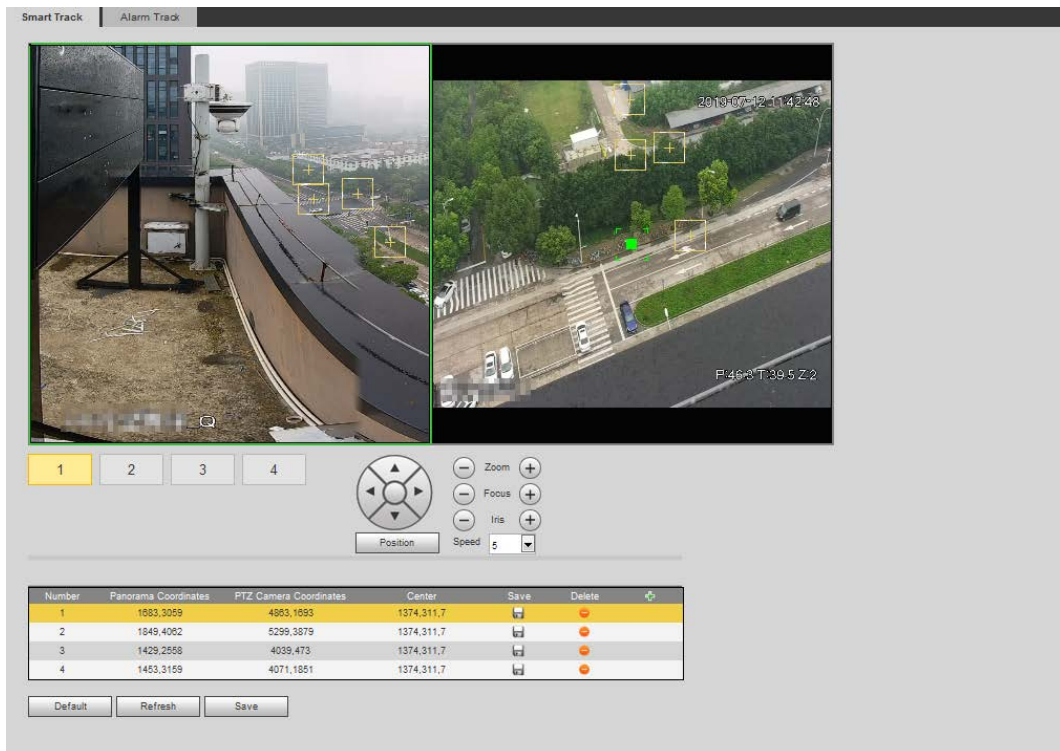 Smart Track Alarm Track
2019-07-12 11:42:48
P:46.8 T:39.5 Z:2
1 2 3 4
Zoom
Focus
Iris
Position Speed 5
Number Panorama Coordinates PTZ Camera Coordinates Center Save Delete
1 1683,3059 4863,1693 1374,311,7
2 1849,4062 5299,3879 1374,311,7
3 1429,2558 4039,473 1374,311,7
4 1453,3159 4071,1851 1374,311,7
Default Refresh Save